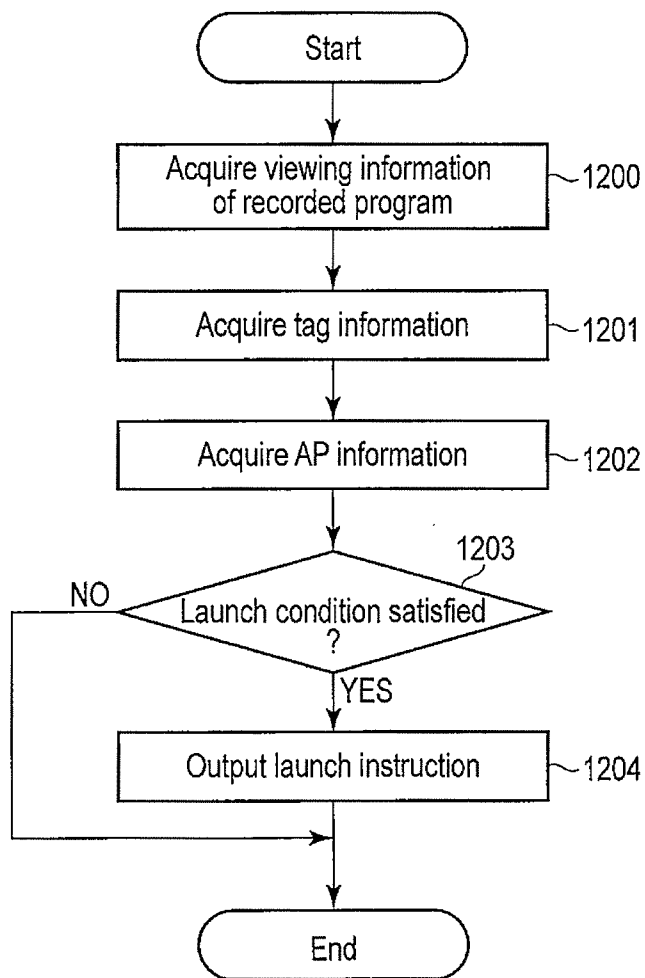 Start
Acquire viewing information
of recorded program
1200
Acquire tag information
1201
Acquire AP information
1202
1203
NO
Launch condition satisfied
?
YES
Output launch instruction
1204
End